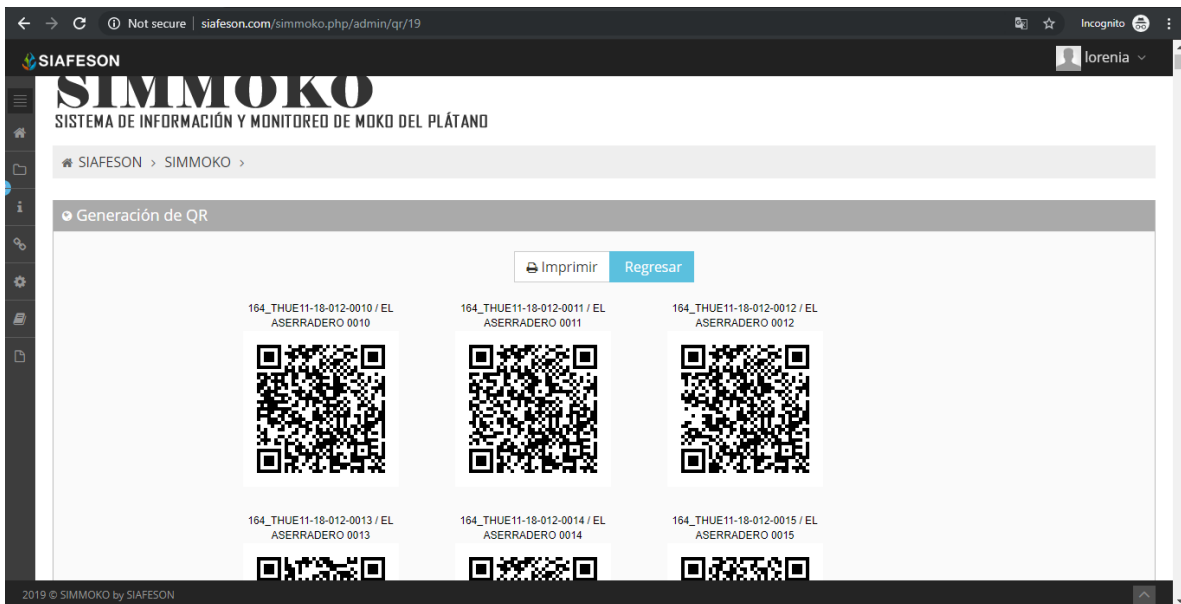 Not secure | siafeson.com/simmoko.php/admin/qr/19
Incognito
SIAFESON
lorenia
SIMMOKO
SISTEMA DE INFORMACIÓN Y MONITOREO DE MOKO DEL PLÁTANO
SIAFESON > SIMMOKO >
Generación de QR
Imprimir
Regresar
164_THUE11-18-012-0010 / EL
ASERRADERO 0010
164_THUE11-18-012-0011 / EL
ASERRADERO 0011
164_THUE11-18-012-0012 / EL
ASERRADERO 0012
164_THUE11-18-012-0013 / EL
ASERRADERO 0013
164_THUE11-18-012-0014 / EL
ASERRADERO 0014
164_THUE11-18-012-0015 / EL
ASERRADERO 0015
2019 © SIMMOKO by SIAFESON